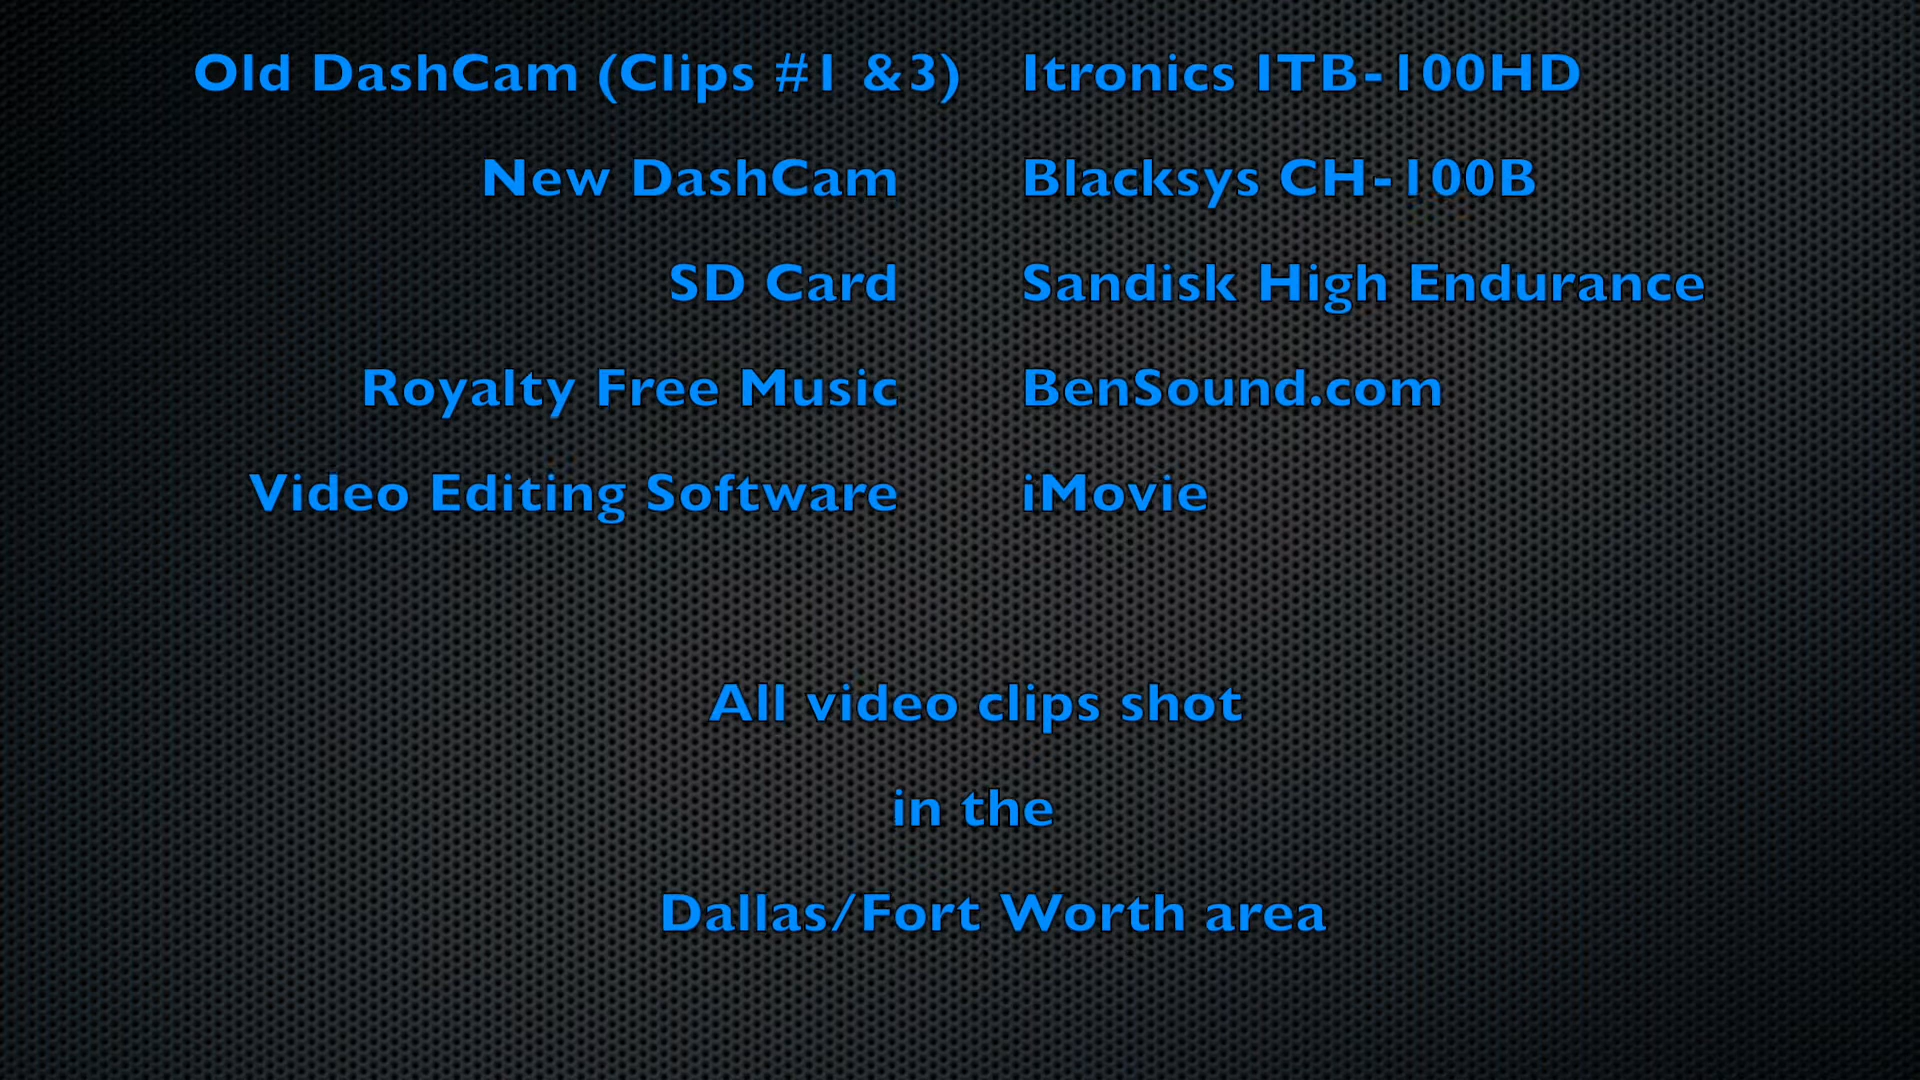 Old DashCam (Clips #1 &3) Itronics ITB-100HD
New DashCam Blacksys CH-100B
SD Card Sandisk High Endurance
Royalty Free Music BenSound.com
Video Editing Software iMovie
All video clips shot
in the
Dallas/Fort Worth area